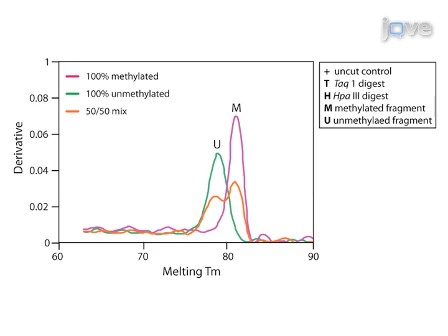 jove
1
100% methylated
100% unmethylated
50/50 mix
0.08
0.06
0.04
0.02
0
Derivative
U
M
60
70
80
90
Melting Tm
+ uncut control
T Taq 1 digest
H Hpa III digest
M methylated fragment
U unmethylaed fragment